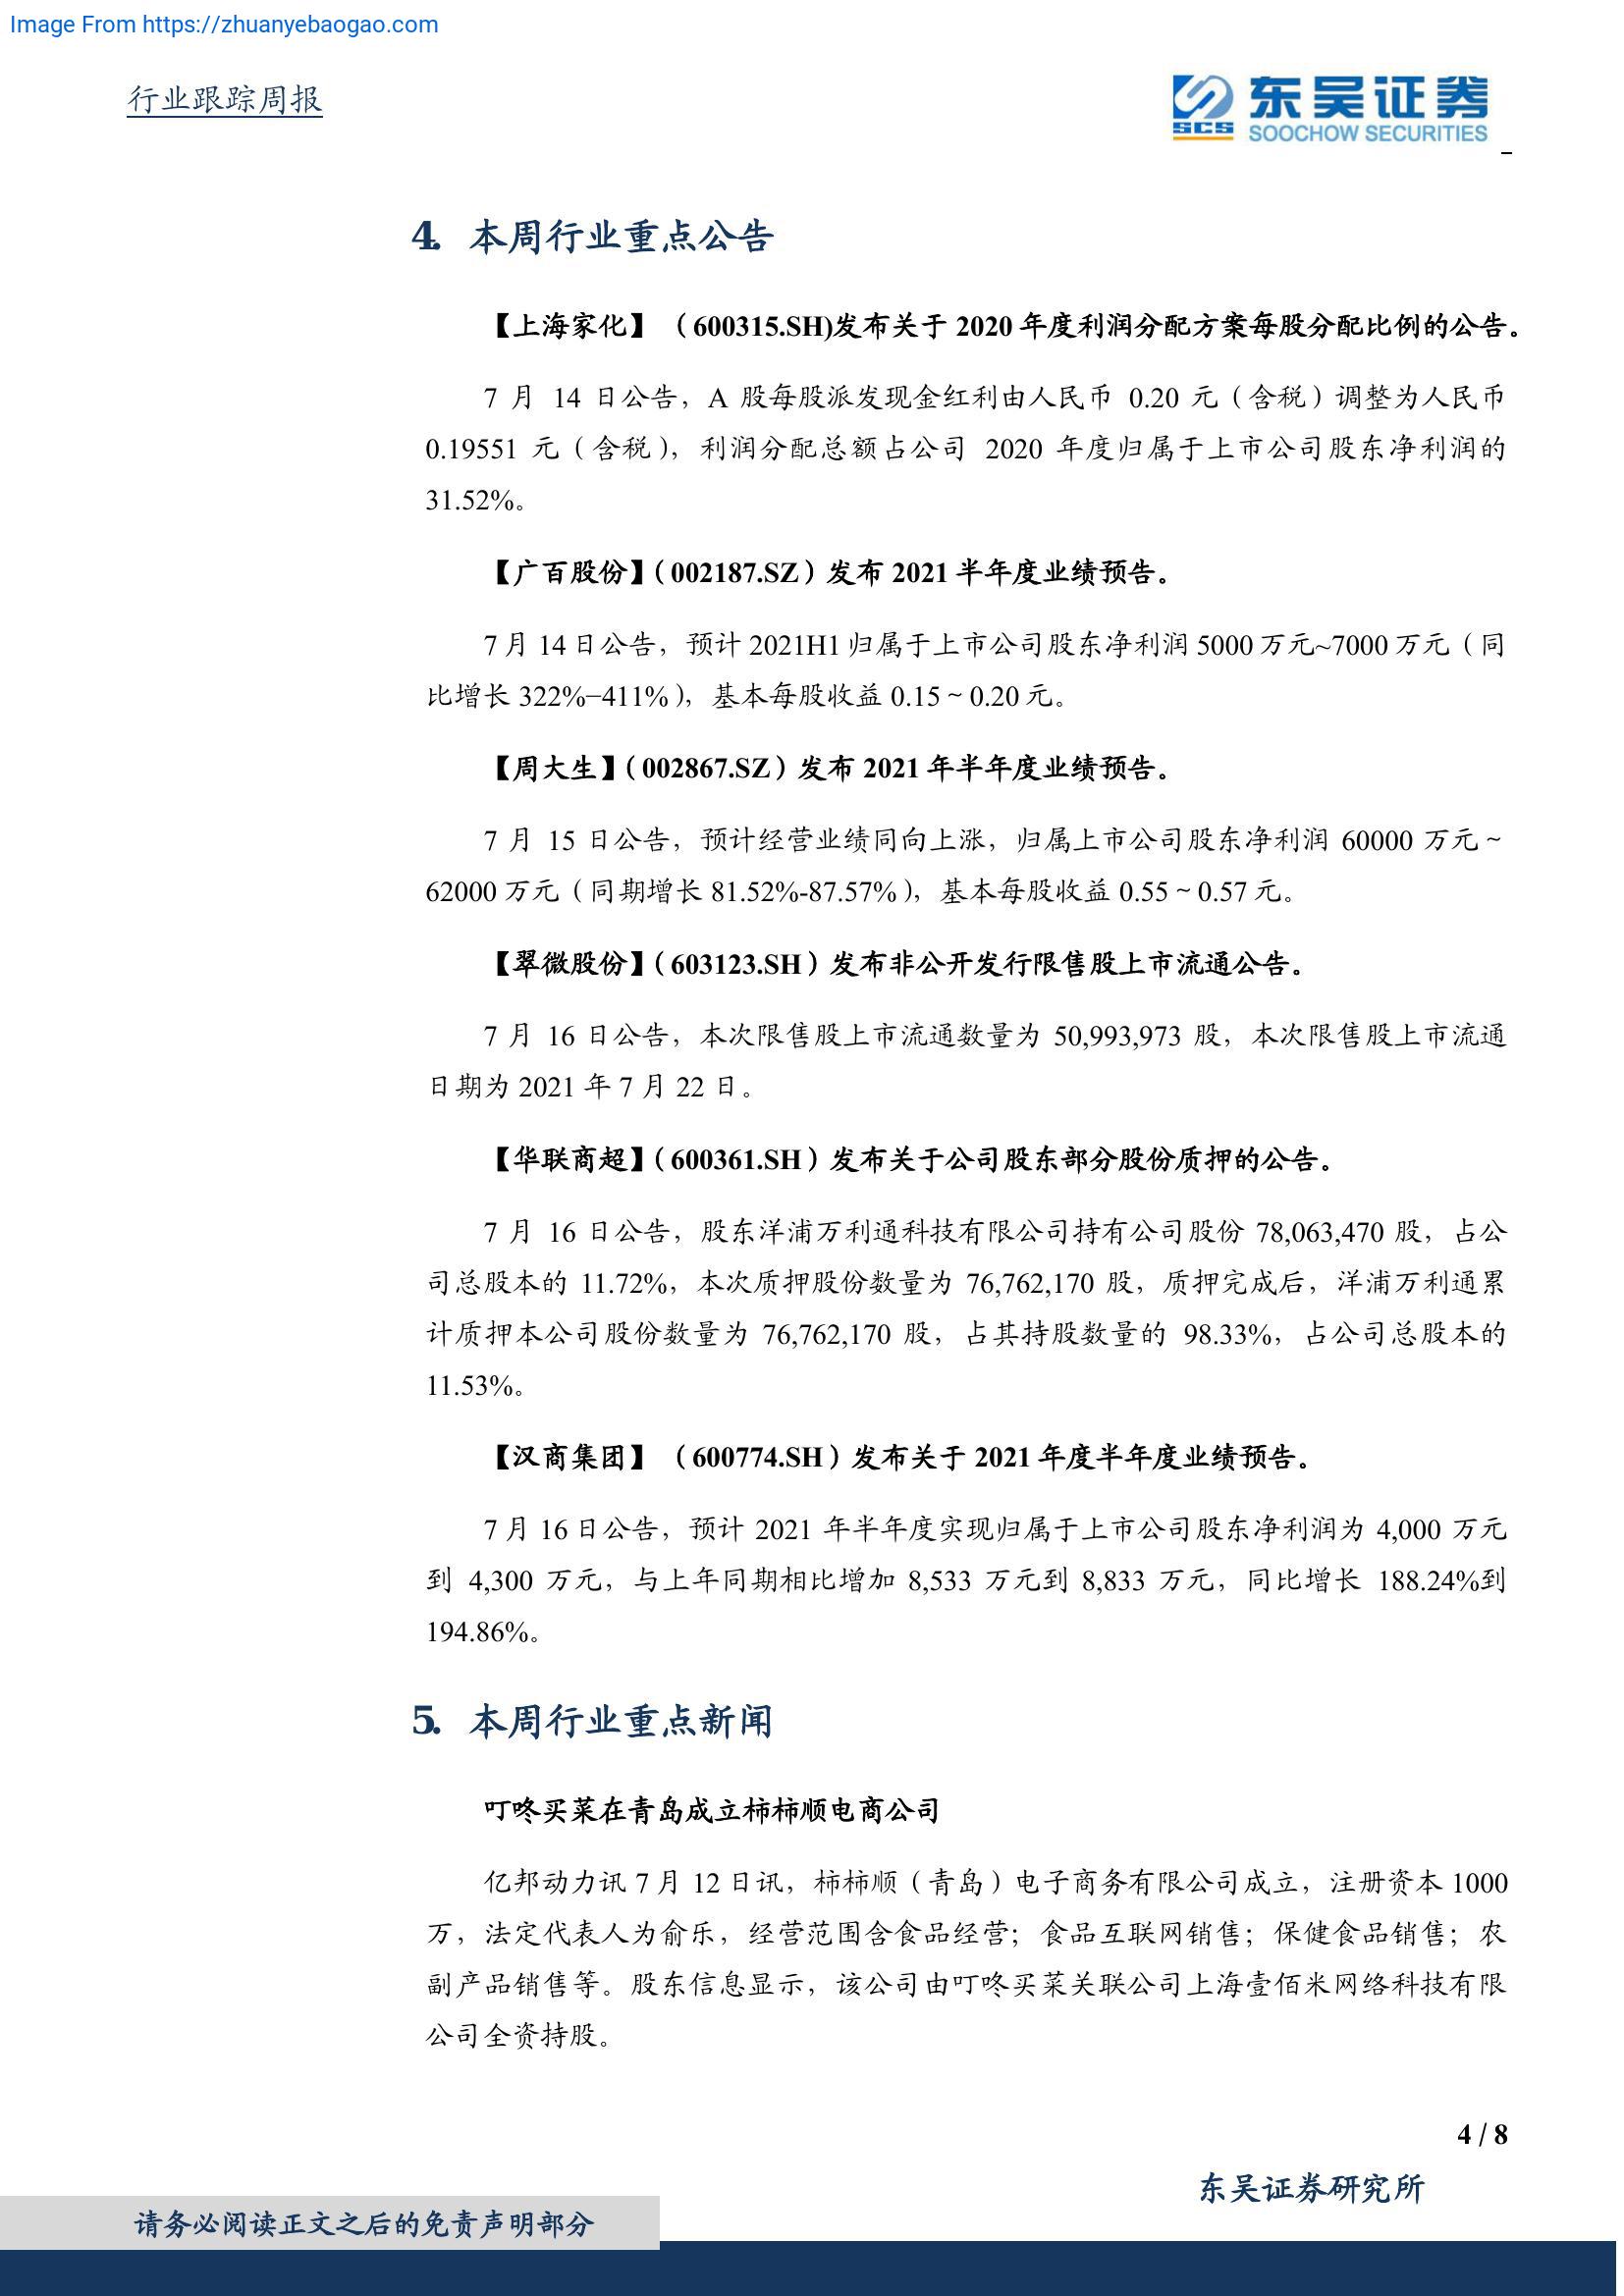 Image From https://zhuanyebaogao.com
行业跟踪周报
SCS 东吴证券
SOOCHOW SECURITIES
4. 本周行业重点公告
【上海家化】（600315.SH)发布关于 2020 年度利润分配方案每股分配比例的公告。
7 月 14 日公告，A 股每股派发现金红利由人民币 0.20 元（含税）调整为人民币
0.19551 元（含税），利润分配总额占公司 2020 年度归属于上市公司股东净利润的
31.52%。
【广百股份】（002187.SZ）发布 2021 半年度业绩预告。
7 月 14 日公告，预计 2021H1 归属于上市公司股东净利润 5000 万元~7000 万元（同
比增长 322%−411%），基本每股收益 0.15～0.20 元。
【周大生】（002867.SZ）发布 2021 年半年度业绩预告。
7 月 15 日公告，预计经营业绩同向上涨，归属上市公司股东净利润 60000 万元～
62000 万元（同期增长 81.52%-87.57%），基本每股收益 0.55～0.57 元。
【翠微股份】（603123.SH）发布非公开发行限售股上市流通公告。
7 月 16 日公告，本次限售股上市流通数量为 50,993,973 股，本次限售股上市流通
日期为 2021 年 7 月 22 日。
【华联商超】（600361.SH）发布关于公司股东部分股份质押的公告。
7 月 16 日公告，股东洋浦万利通科技有限公司持有公司股份 78,063,470 股，占公
司总股本的 11.72%，本次质押股份数量为 76,762,170 股，质押完成后，洋浦万利通累
计质押本公司股份数量为 76,762,170 股，占其持股数量的 98.33%，占公司总股本的
11.53%。
【汉商集团】（600774.SH）发布关于 2021 年度半年度业绩预告。
7 月 16 日公告，预计 2021 年半年度实现归属于上市公司股东净利润为 4,000 万元
到 4,300 万元，与上年同期相比增加 8,533 万元到 8,833 万元，同比增长 188.24%到
194.86%。
5. 本周行业重点新闻
叮咚买菜在青岛成立柿柿顺电商公司
亿邦动力讯 7 月 12 日讯，柿柿顺（青岛）电子商务有限公司成立，注册资本 1000
万，法定代表人为俞乐，经营范围含食品经营；食品互联网销售；保健食品销售；农
副产品销售等。股东信息显示，该公司由叮咚买菜关联公司上海壹佰米网络科技有限
公司全资持股。
4 / 8
东吴证券研究所
请务必阅读正文之后的免责声明部分